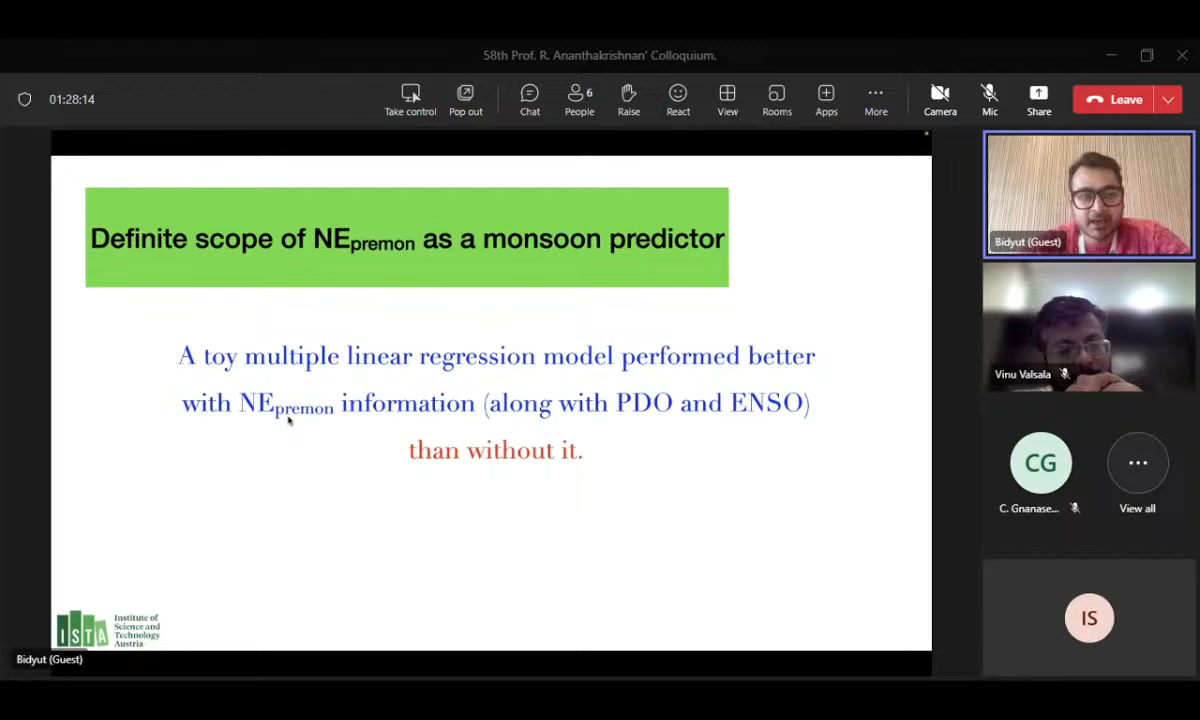 58th Prof. R. Ananthakrishnan' Colloquium.
01:28:14
Take control
Pop out
Chat
6
People
Raise
React
View
Rooms
Apps
More
Camera
Mic
Share
Leave
Definite scope of NEpremon as a monsoon predictor
A toy multiple linear regression model performed better
with NEpremon information (along with PDO and ENSO)
than without it.
ISTA
Institute of
Science and
Technology
Austria
Bidyut (Guest)
Bidyut (Guest)
Vinu Valsala
CG
C. Gnanase...
View all
IS